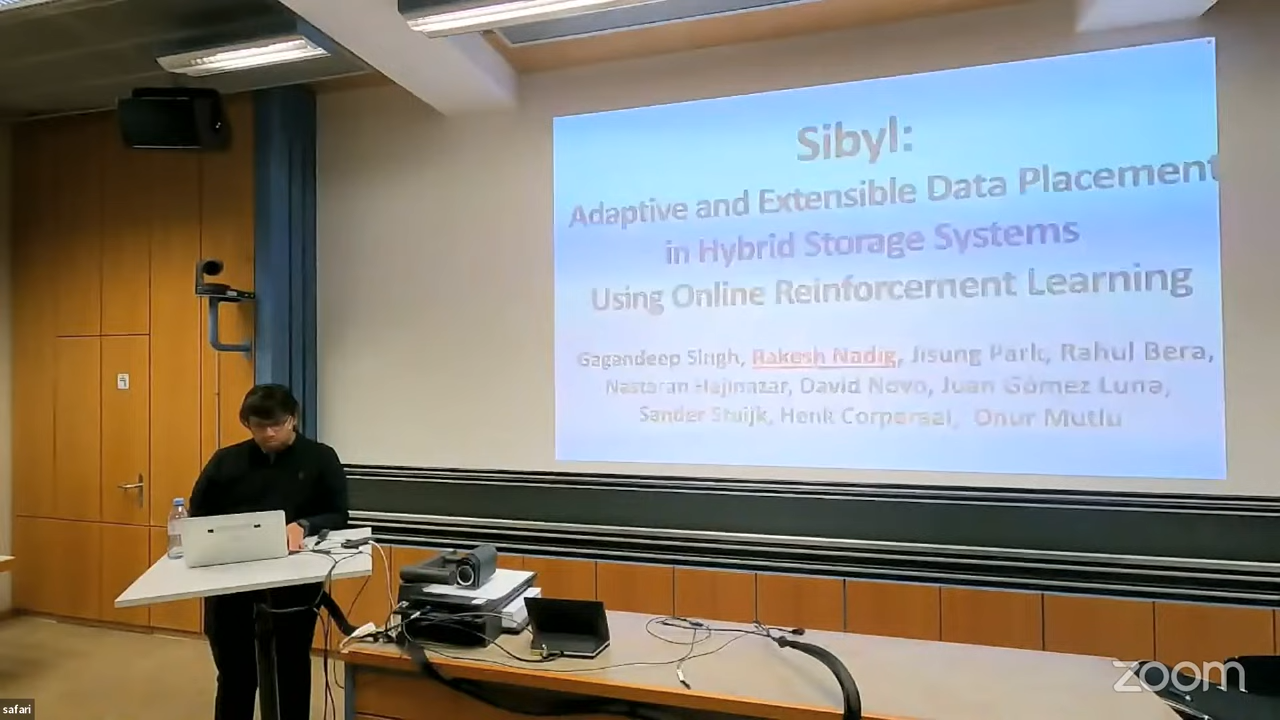 Sibyl:
Adaptive and Extensible Data Placement
in Hybrid Storage Systems
Using Online Reinforcement Learning
Gagandeep Singh, Rakesh Nadig, Jisung Park, Rahul Bera,
Nastaran Hajinazar, David Novo, Juan Gómez Luna,
Sander Stuijk, Henk Corporaal, Onur Mutlu
zoom
safari